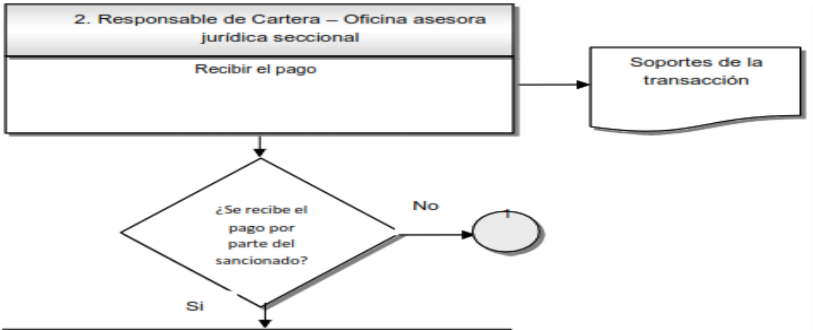 2. Responsable de Cartera – Oficina asesora
jurídica seccional
Recibir el pago
Soportes de la
transacción
¿Se recibe el
pago por
parte del
sancionado?
No
1
Si